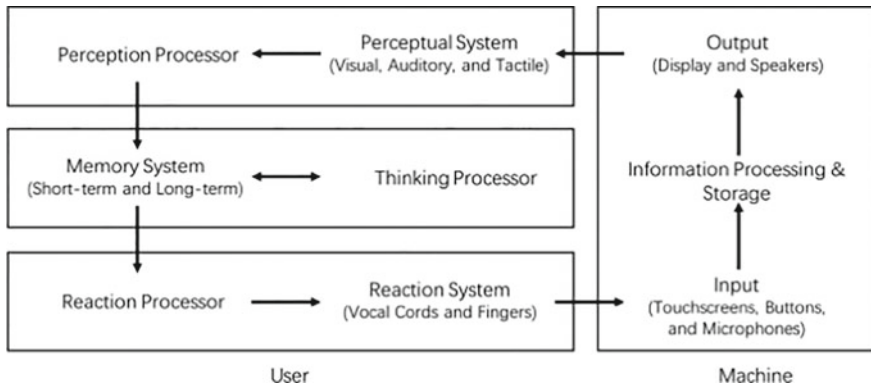 Perception Processor
Perceptual System
(Visual, Auditory, and Tactile)
Output
(Display and Speakers)
Memory System
(Short-term and Long-term)
Thinking Processor
Information Processing &
Storage
Reaction Processor
Reaction System
(Vocal Cords and Fingers)
Input
(Touchscreens, Buttons,
and Microphones)
User
Machine